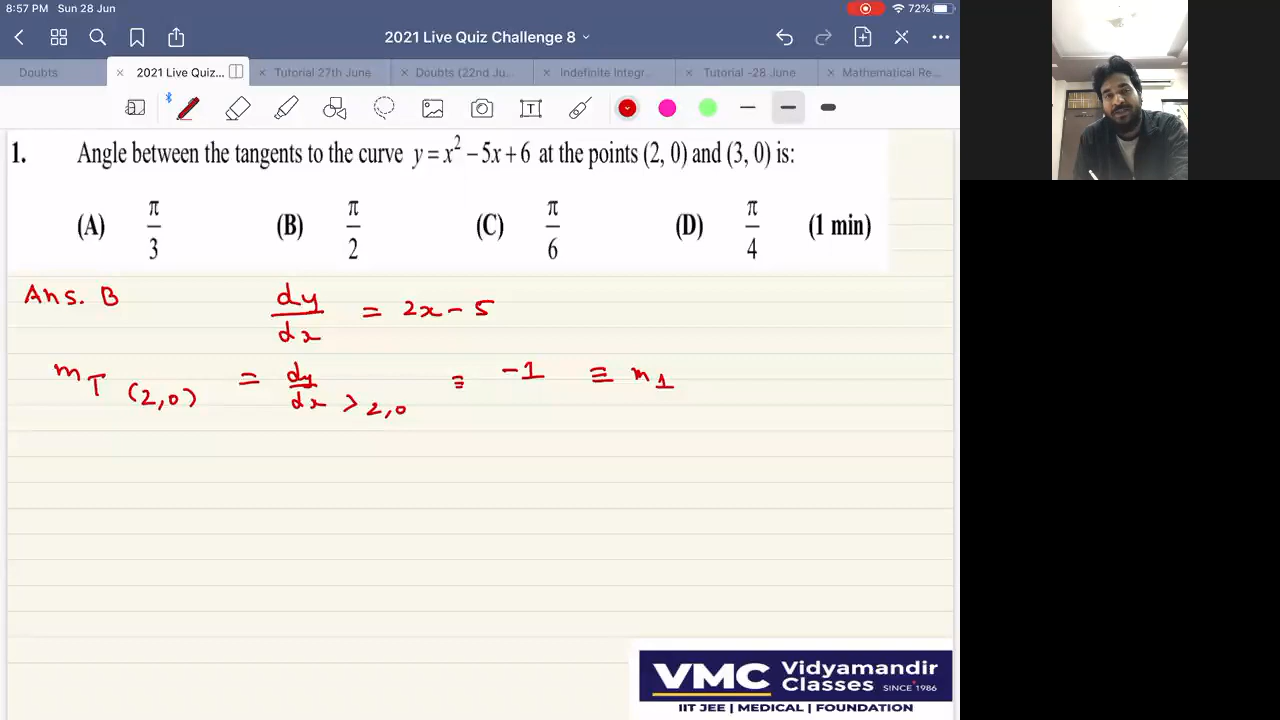 8:57 PM Sun 28 Jun
72%
2021 Live Quiz Challenge 8
Doubts
2021 Live Quiz...
Tutorial 27th June
Doubts (22nd Ju...
Indefinite Integr...
Tutorial -28 June
Mathematical Re...
1. Angle between the tangents to the curve y = x² − 5x + 6 at the points (2, 0) and (3, 0) is:
(A) π/3 (B) π/2 (C) π/6 (D) π/4 (1 min)
Ans. B dy/dx = 2x − 5
m_T (2,0) = dy/dx > 2,0 ≡ −1 ≡ m₁
VMC Vidyamandir Classes SINCE 1986
IIT JEE | MEDICAL | FOUNDATION